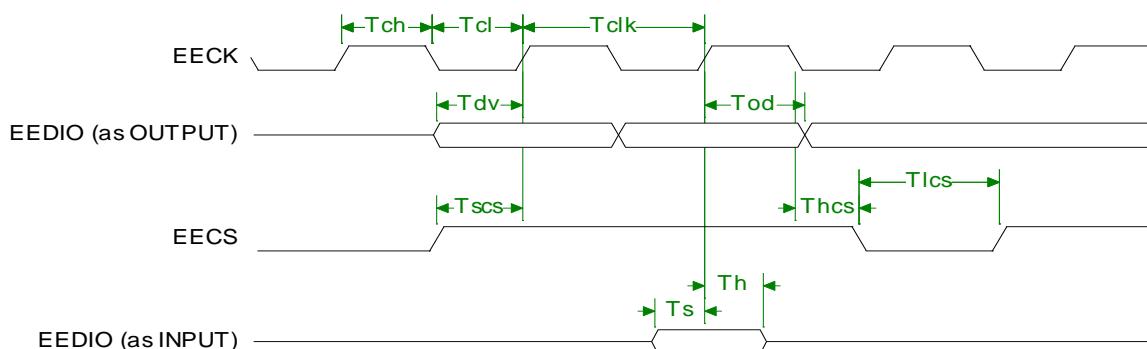 Tch Tcl Tclk
EECK
Tdv Tod
EEDIO (as OUTPUT)
Tlcs
Tscs Thcs
EECS
Th
Ts
EEDIO (as INPUT)